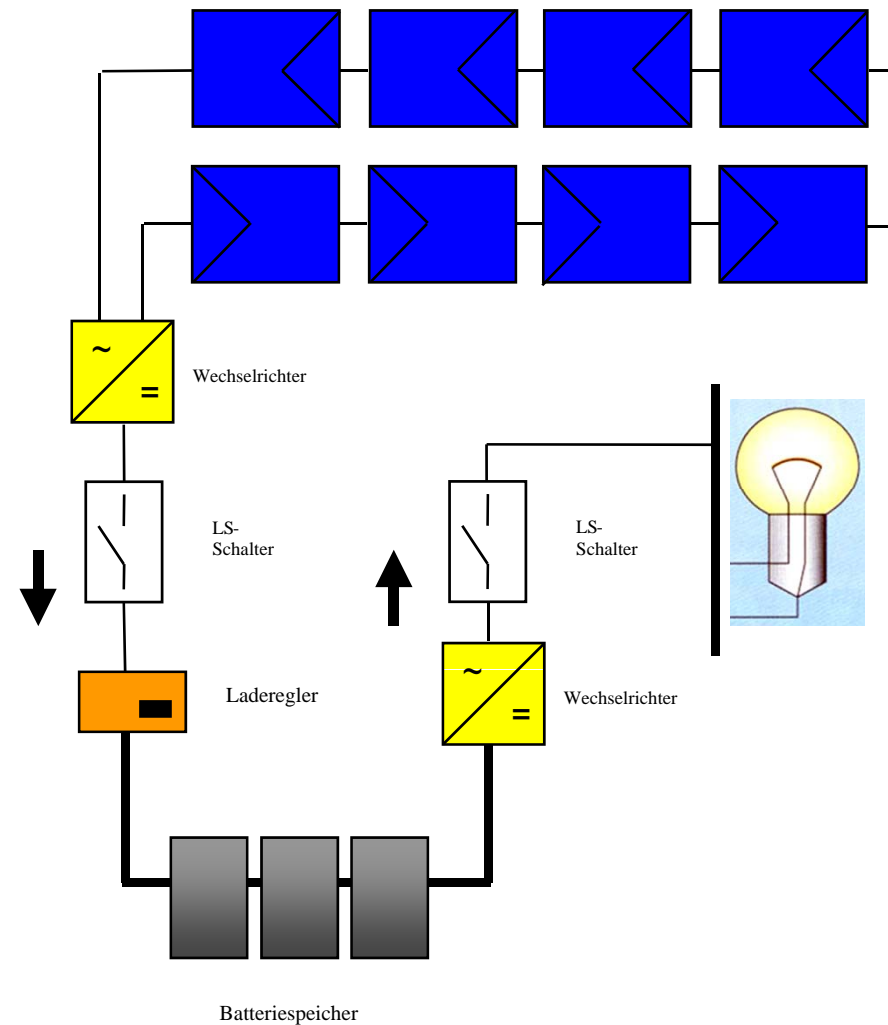 ~
=
Wechselrichter
LS-
Schalter
LS-
Schalter
Laderegler
~
=
Wechselrichter
Batteriespeicher